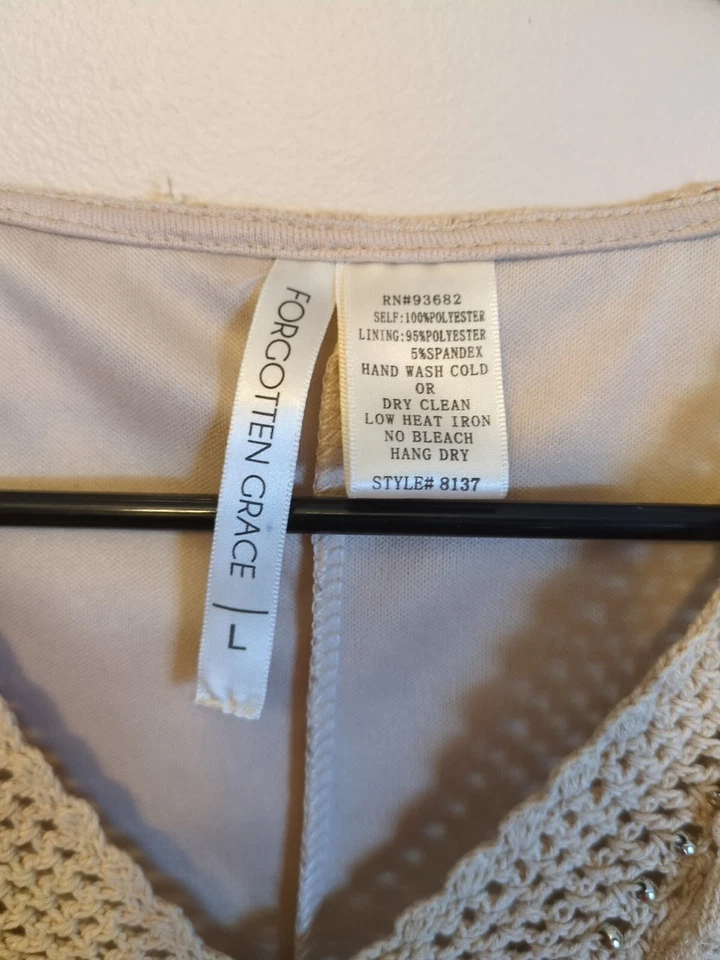 FORGOTTEN GRACE | L
RN#93682
SELF:100%POLYESTER
LINING:95%POLYESTER
5%SPANDEX
HAND WASH COLD
OR
DRY CLEAN
LOW HEAT IRON
NO BLEACH
HANG DRY
STYLE# 8137